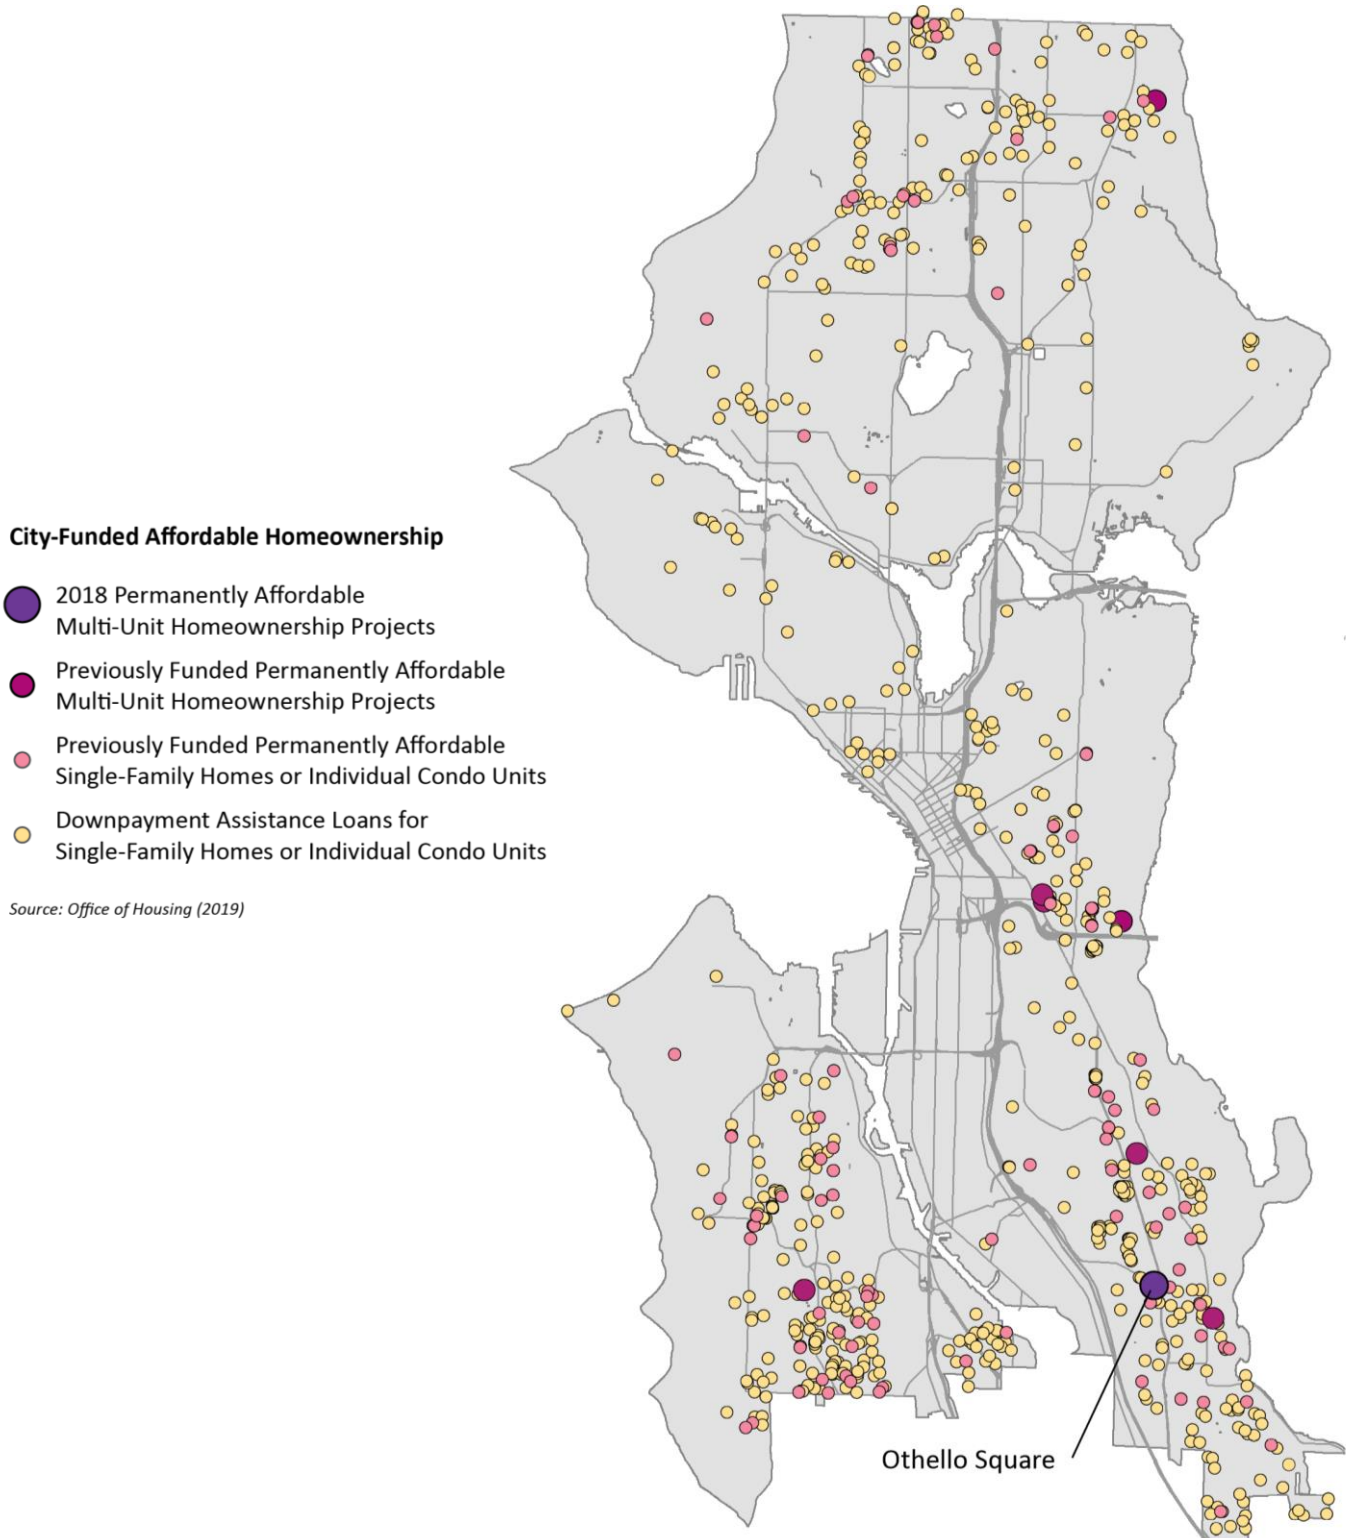 City-Funded Affordable Homeownership
2018 Permanently Affordable
Multi-Unit Homeownership Projects
Previously Funded Permanently Affordable
Multi-Unit Homeownership Projects
Previously Funded Permanently Affordable
Single-Family Homes or Individual Condo Units
Downpayment Assistance Loans for
Single-Family Homes or Individual Condo Units
Source: Office of Housing (2019)
Othello Square